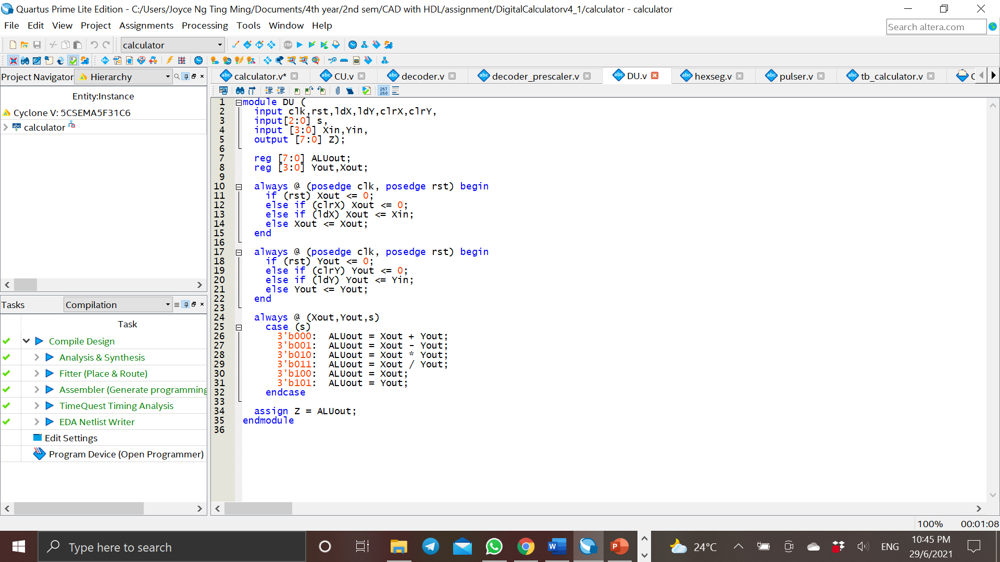 Quartus Prime Lite Edition - C:/Users/Joyce Ng Ting Ming/Documents/4th year/2nd sem/CAD with HDL/assignment/DigitalCalculatorv4_1/calculator - calculator
File Edit View Project Assignments Processing Tools Window Help
Search altera.com
calculator
Project Navigator Hierarchy
calculator.v* CU.v decoder.v decoder_prescaler.v DU.v hexseg.v pulser.v tb_calculator.v
Entity:Instance
Cyclone V: 5CSEMA5F31C6
calculator
Tasks Compilation
Task
Compile Design
Analysis & Synthesis
Fitter (Place & Route)
Assembler (Generate programming
TimeQuest Timing Analysis
EDA Netlist Writer
Edit Settings
Program Device (Open Programmer)
267
268
1 module DU (
2 input clk,rst,ldX,ldY,clrX,clrY,
3 input[2:0] s,
4 input [3:0] Xin,Yin,
5 output [7:0] Z);
6
7 reg [7:0] ALUout;
8 reg [3:0] Yout,Xout;
9
10 always @ (posedge clk, posedge rst) begin
11 if (rst) Xout <= 0;
12 else if (clrX) Xout <= 0;
13 else if (ldX) Xout <= Xin;
14 else Xout <= Xout;
15 end
16
17 always @ (posedge clk, posedge rst) begin
18 if (rst) Yout <= 0;
19 else if (clrY) Yout <= 0;
20 else if (ldY) Yout <= Yin;
21 else Yout <= Yout;
22 end
23
24 always @ (Xout,Yout,s)
25 case (s)
26 3'b000: ALUout = Xout + Yout;
27 3'b001: ALUout = Xout - Yout;
28 3'b010: ALUout = Xout * Yout;
29 3'b011: ALUout = Xout / Yout;
30 3'b100: ALUout = Xout;
31 3'b101: ALUout = Yout;
32 endcase
33
34 assign Z = ALUout;
35 endmodule
36
100% 00:01:08
Type here to search
24°C
ENG
10:45 PM
29/6/2021